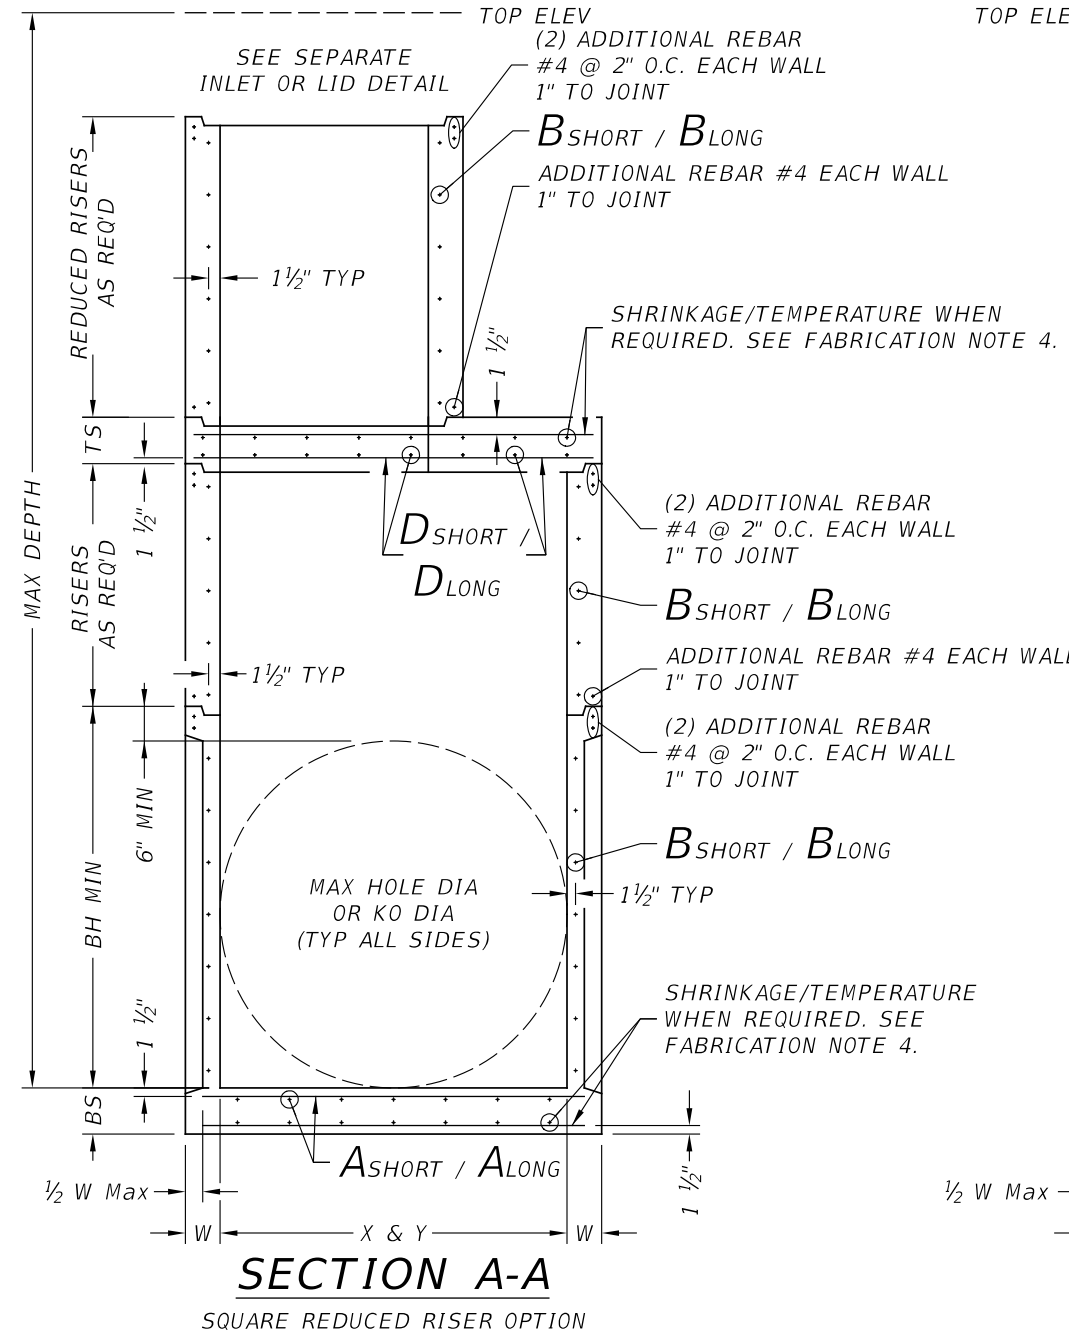 TOP ELEV
TOP ELE
SEE SEPARATE
INLET OR LID DETAIL
(2) ADDITIONAL REBAR
#4 @ 2" O.C. EACH WALL
1" TO JOINT
BSHORT / BLONG
ADDITIONAL REBAR #4 EACH WALL
1" TO JOINT
REDUCED RISERS
AS REQ'D
1½" TYP
SHRINKAGE/TEMPERATURE WHEN
REQUIRED. SEE FABRICATION NOTE 4.
1 ½"
TS
1 ½"
MAX DEPTH
RISERS
AS REQ'D
DSHORT /
DLONG
(2) ADDITIONAL REBAR
#4 @ 2" O.C. EACH WALL
1" TO JOINT
BSHORT / BLONG
1½" TYP
ADDITIONAL REBAR #4 EACH WALL
1" TO JOINT
(2) ADDITIONAL REBAR
#4 @ 2" O.C. EACH WALL
1" TO JOINT
6" MIN
BH MIN
BSHORT / BLONG
MAX HOLE DIA
OR KO DIA
(TYP ALL SIDES)
1½" TYP
1 ½"
SHRINKAGE/TEMPERATURE
WHEN REQUIRED. SEE
FABRICATION NOTE 4.
BS
ASHORT / ALONG
1 ½"
½ W Max
½ W Max
W
X & Y
W
SECTION A-A
SQUARE REDUCED RISER OPTION